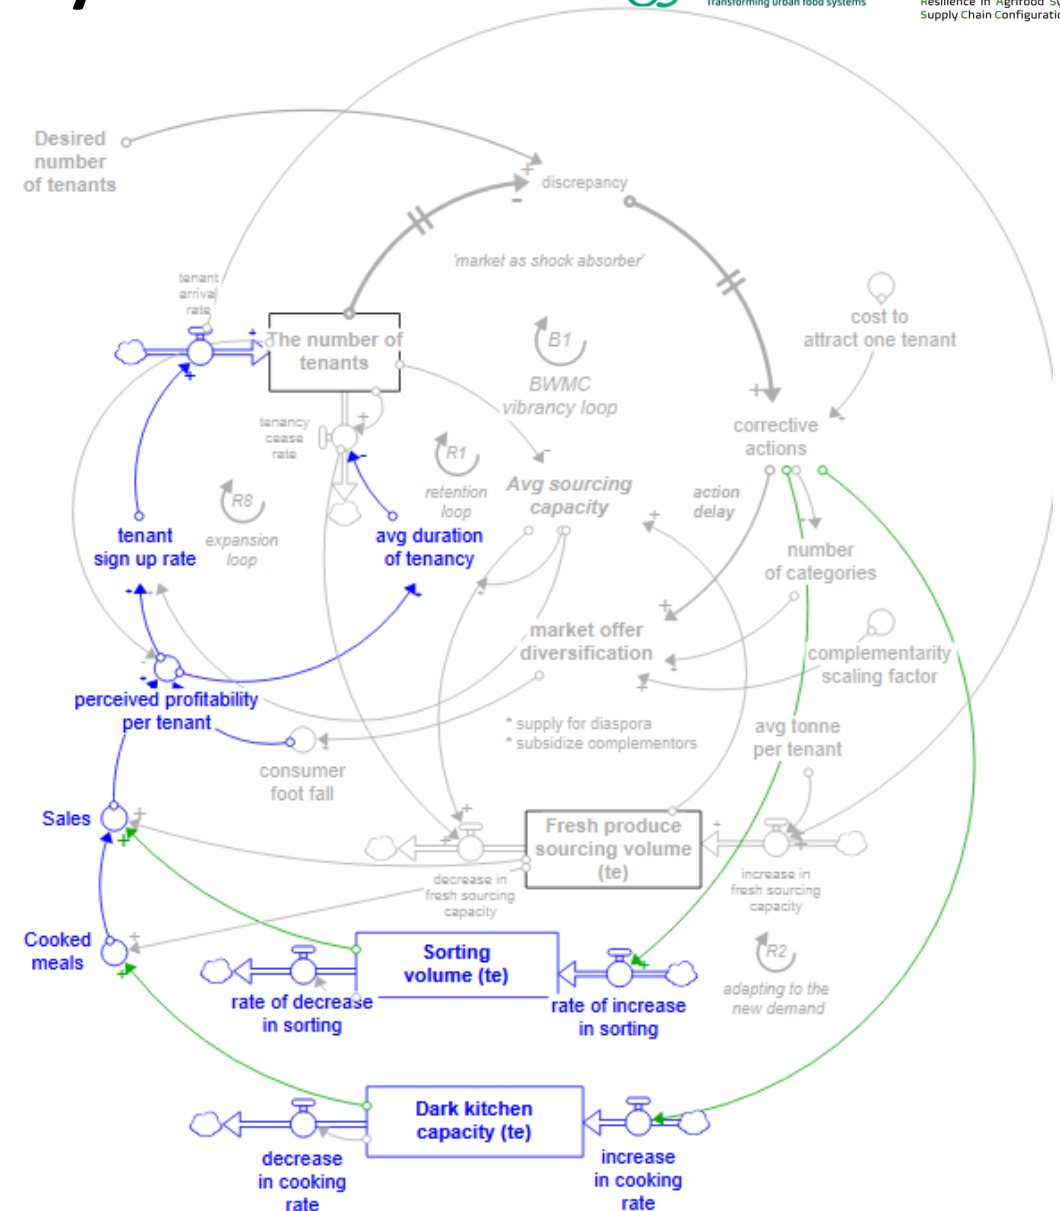 Transforming urban food systems
Supply Chain
Desired
number
of tenants
discrepancy
'market as shock absorber'
tenant
arrival
rate
The number of
tenants
B1
BWMC
vibrancy loop
cost to
attract one tenant
tenancy
cease
rate
R1
retention
loop
corrective
actions
Avg sourcing
capacity
action
delay
R8
expansion
loop
tenant
sign up rate
avg duration
of tenancy
number
of categories
market offer
diversification
complementarity
scaling factor
perceived profitability
per tenant
* supply for diaspora
* subsidize complementors
avg tonne
per tenant
consumer
foot fall
Sales
Fresh produce
sourcing volume
(te)
decrease in
fresh sourcing
capacity
increase in
fresh sourcing
capacity
Cooked
meals
Sorting
volume (te)
R2
adapting to the
new demand
rate of decrease
in sorting
rate of increase
in sorting
Dark kitchen
capacity (te)
decrease
in cooking
rate
increase
in cooking
rate